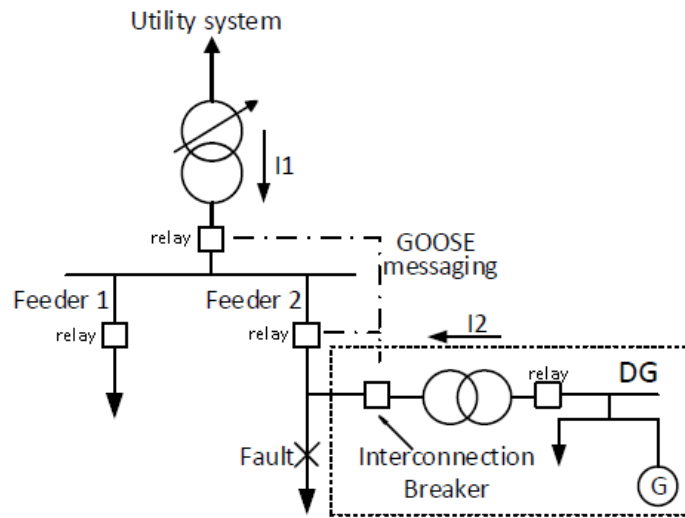 Utility system
I1
relay
GOOSE
messaging
Feeder 1
Feeder 2
relay
relay
I2
relay
DG
Fault
Interconnection
Breaker
G